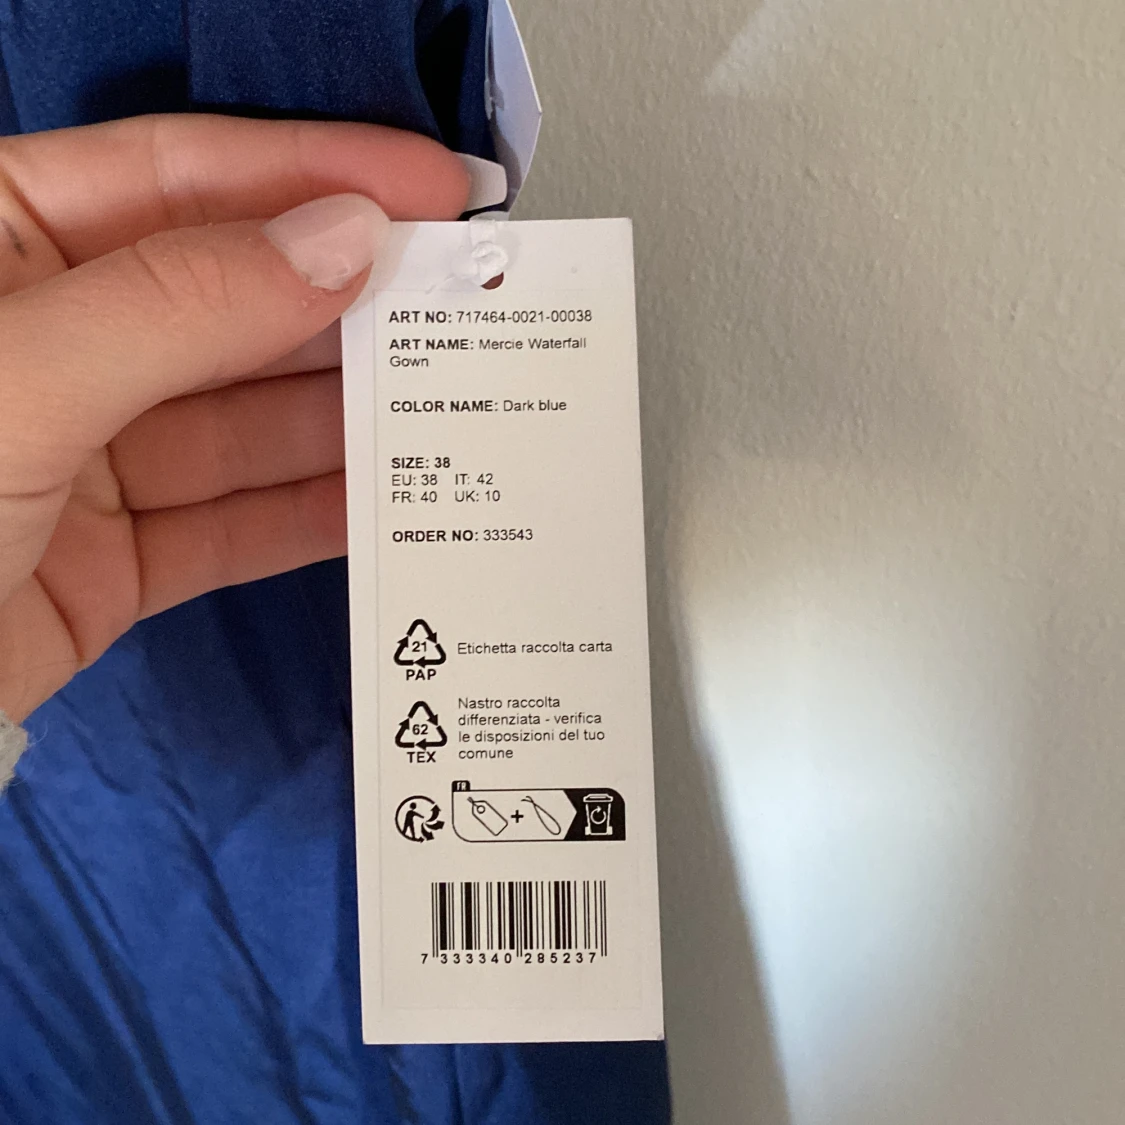 ART NO: 717464-0021-00038
ART NAME: Mercie Waterfall
Gown
COLOR NAME: Dark blue
SIZE: 38
EU: 38 IT: 42
FR: 40 UK: 10
ORDER NO: 333543
21
PAP
Etichetta raccolta carta
62
TEX
Nastro raccolta
differenziata - verifica
le disposizioni del tuo
comune
FR
+
7 333340 285237